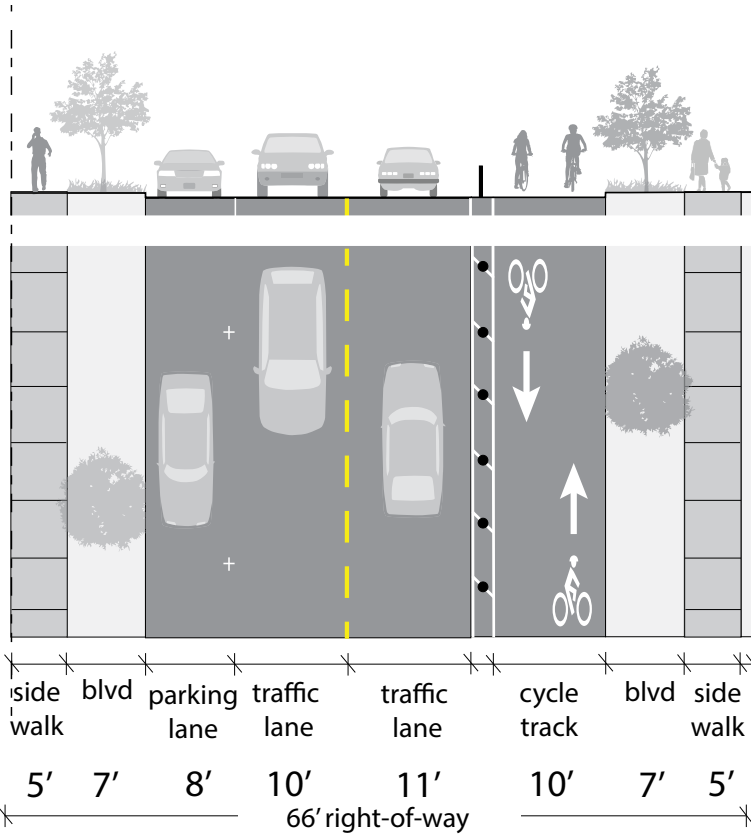 side walk
blvd
parking lane
traffic lane
traffic lane
cycle track
blvd
side walk
5’ 7’ 8’ 10’ 11’ 10’ 7’ 5’
66’ right-of-way